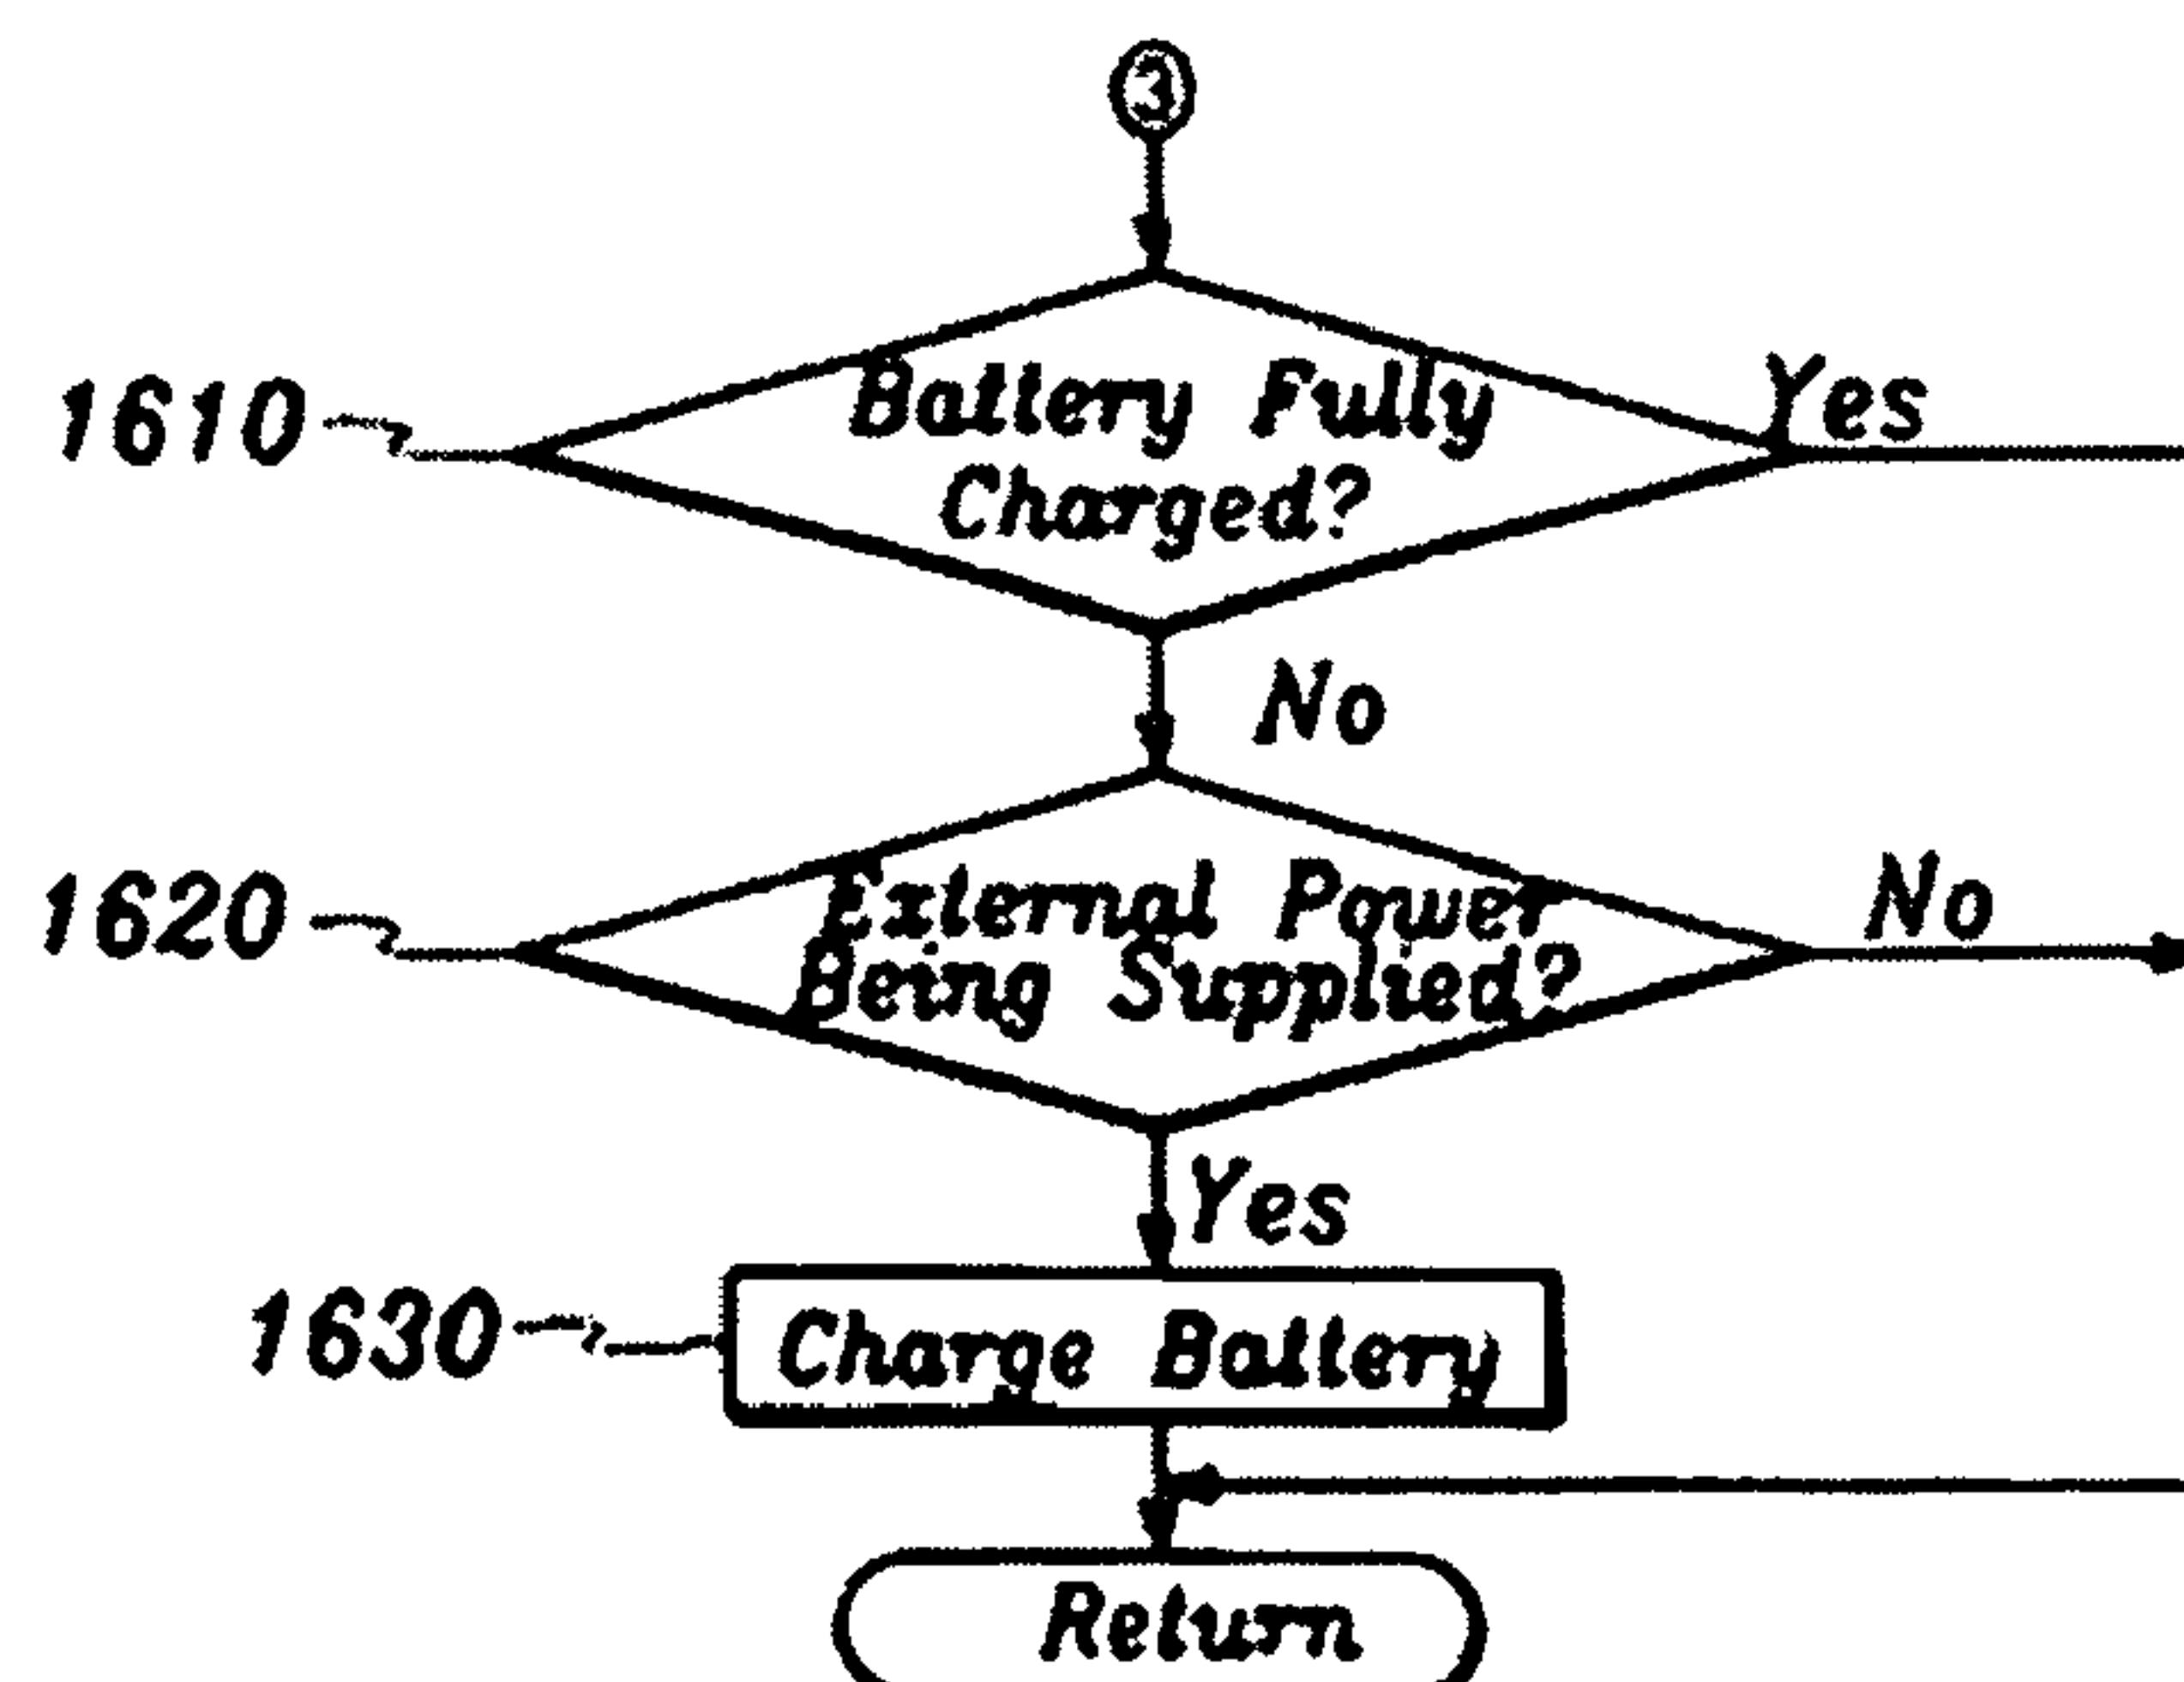 3
1610
Battery Fully
Charged?
Yes
No
1620
External Power
Being Supplied?
No
Yes
1630
Charge Battery
Return